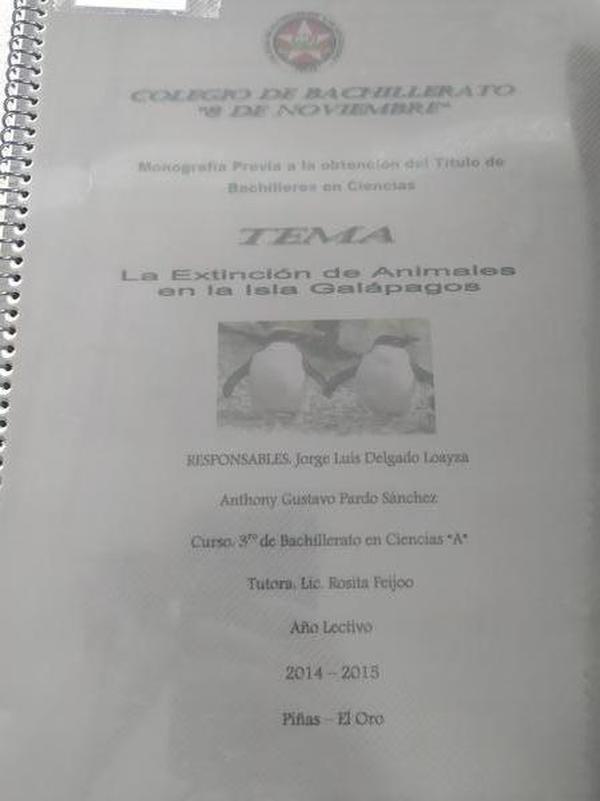 COLEGIO DE BACHILLERATO
"8 DE NOVIEMBRE"
Monografía Previa a la obtención del Título de
Bachilleres en Ciencias
TEMA
La Extinción de Animales
en la Isla Galápagos
RESPONSABLES. Jorge Luis Delgado Loayza
Anthony Gustavo Pardo Sánchez
Curso. 3ro de Bachillerato en Ciencias "A"
Tutora. Lic. Rosita Feijoo
Año Lectivo
2014 – 2015
Piñas – El Oro